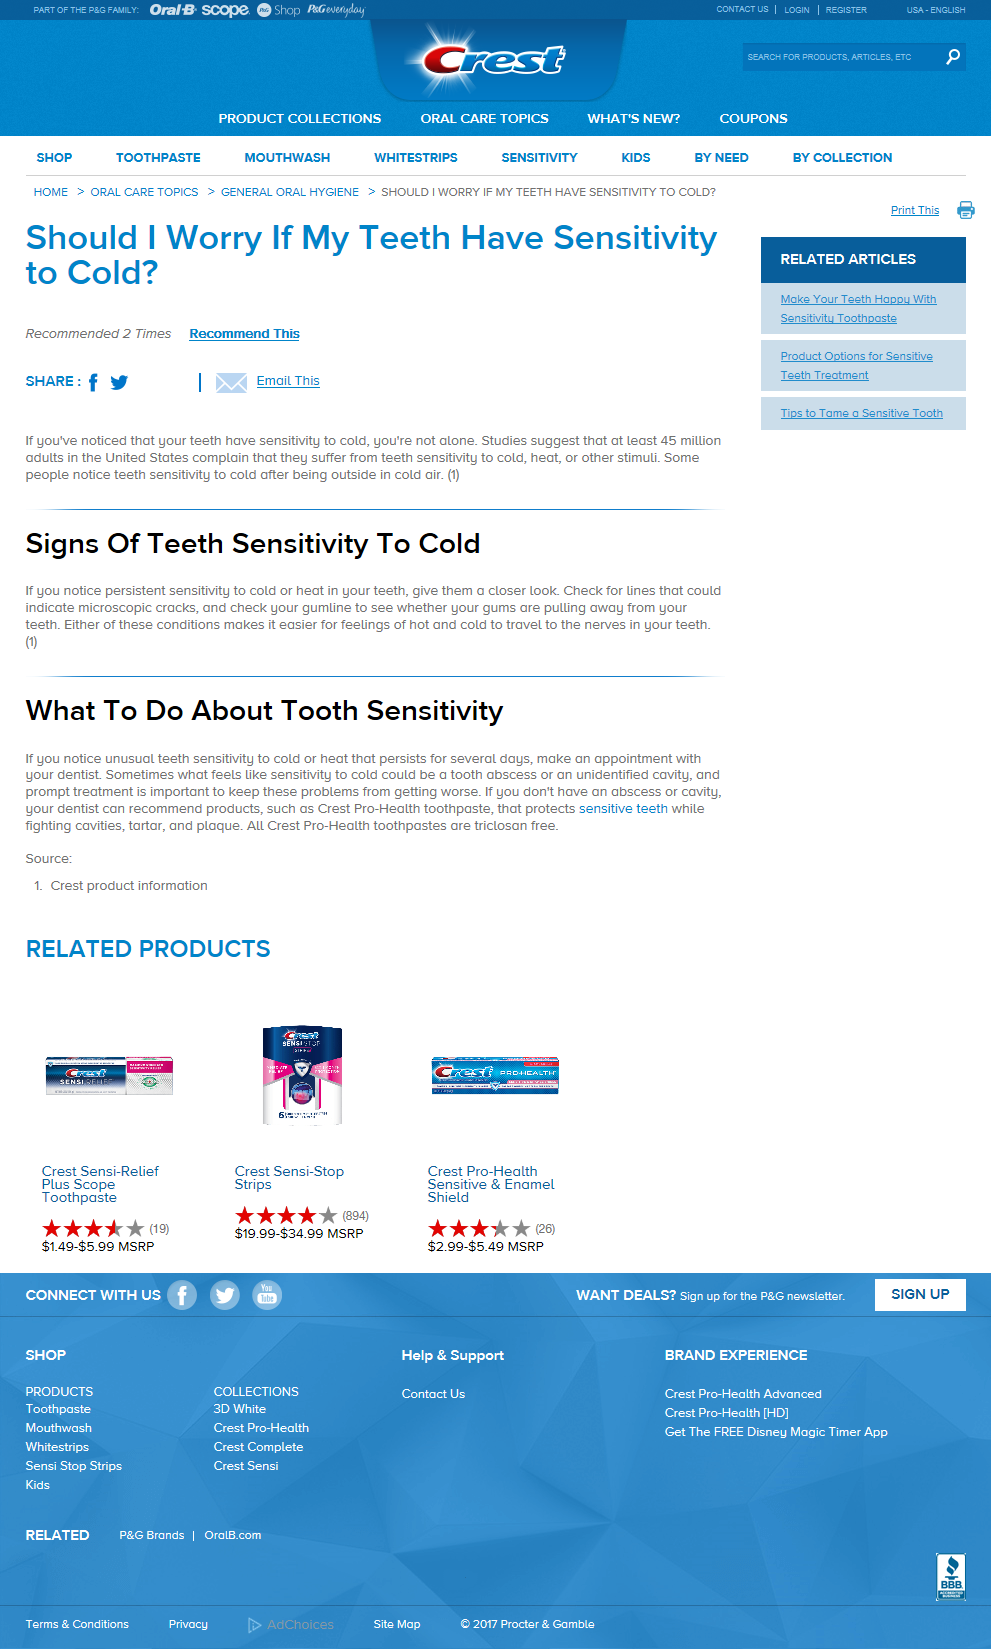 PART OF THE P&G FAMILY: Oral-B scope P&G Shop P&G everyday
CONTACT US | LOGIN | REGISTER USA - ENGLISH
Crest
SEARCH FOR PRODUCTS, ARTICLES, ETC
PRODUCT COLLECTIONS ORAL CARE TOPICS WHAT'S NEW? COUPONS
SHOP TOOTHPASTE MOUTHWASH WHITESTRIPS SENSITIVITY KIDS BY NEED BY COLLECTION
HOME > ORAL CARE TOPICS > GENERAL ORAL HYGIENE > SHOULD I WORRY IF MY TEETH HAVE SENSITIVITY TO COLD?
Print This
Should I Worry If My Teeth Have Sensitivity
to Cold?
Recommended 2 Times Recommend This
SHARE : | Email This
RELATED ARTICLES
Make Your Teeth Happy With
Sensitivity Toothpaste
Product Options for Sensitive
Teeth Treatment
Tips to Tame a Sensitive Tooth
If you've noticed that your teeth have sensitivity to cold, you're not alone. Studies suggest that at least 45 million
adults in the United States complain that they suffer from teeth sensitivity to cold, heat, or other stimuli. Some
people notice teeth sensitivity to cold after being outside in cold air. (1)
Signs Of Teeth Sensitivity To Cold
If you notice persistent sensitivity to cold or heat in your teeth, give them a closer look. Check for lines that could
indicate microscopic cracks, and check your gumline to see whether your gums are pulling away from your
teeth. Either of these conditions makes it easier for feelings of hot and cold to travel to the nerves in your teeth.
(1)
What To Do About Tooth Sensitivity
If you notice unusual teeth sensitivity to cold or heat that persists for several days, make an appointment with
your dentist. Sometimes what feels like sensitivity to cold could be a tooth abscess or an unidentified cavity, and
prompt treatment is important to keep these problems from getting worse. If you don't have an abscess or cavity,
your dentist can recommend products, such as Crest Pro-Health toothpaste, that protects sensitive teeth while
fighting cavities, tartar, and plaque. All Crest Pro-Health toothpastes are triclosan free.
Source:
1. Crest product information
RELATED PRODUCTS
Crest
SENSI RELIEF
Crest
SENSI STOP
STRIPS
Crest PRO-HEALTH
Crest Sensi-Relief
Plus Scope
Toothpaste
(19)
$1.49-$5.99 MSRP
Crest Sensi-Stop
Strips
(894)
$19.99-$34.99 MSRP
Crest Pro-Health
Sensitive & Enamel
Shield
(26)
$2.99-$5.49 MSRP
CONNECT WITH US You Tube
WANT DEALS? Sign up for the P&G newsletter. SIGN UP
SHOP
PRODUCTS
Toothpaste
Mouthwash
Whitestrips
Sensi Stop Strips
Kids
COLLECTIONS
3D White
Crest Pro-Health
Crest Complete
Crest Sensi
Help & Support
Contact Us
BRAND EXPERIENCE
Crest Pro-Health Advanced
Crest Pro-Health [HD]
Get The FREE Disney Magic Timer App
RELATED P&G Brands | OralB.com
BBB
Terms & Conditions Privacy AdChoices Site Map © 2017 Procter & Gamble